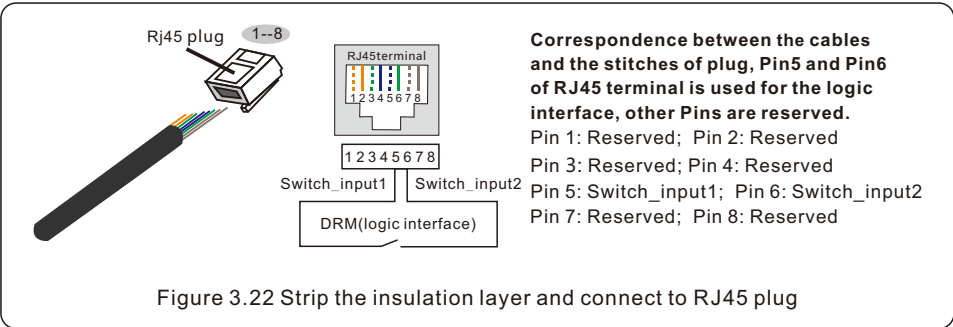 Rj45 plug 1--8
RJ45terminal
12345678
12345678
Switch_input1 Switch_input2
DRM(logic interface)
Correspondence between the cables
and the stitches of plug, Pin5 and Pin6
of RJ45 terminal is used for the logic
interface, other Pins are reserved.
Pin 1: Reserved; Pin 2: Reserved
Pin 3: Reserved; Pin 4: Reserved
Pin 5: Switch_input1; Pin 6: Switch_input2
Pin 7: Reserved; Pin 8: Reserved
Figure 3.22 Strip the insulation layer and connect to RJ45 plug